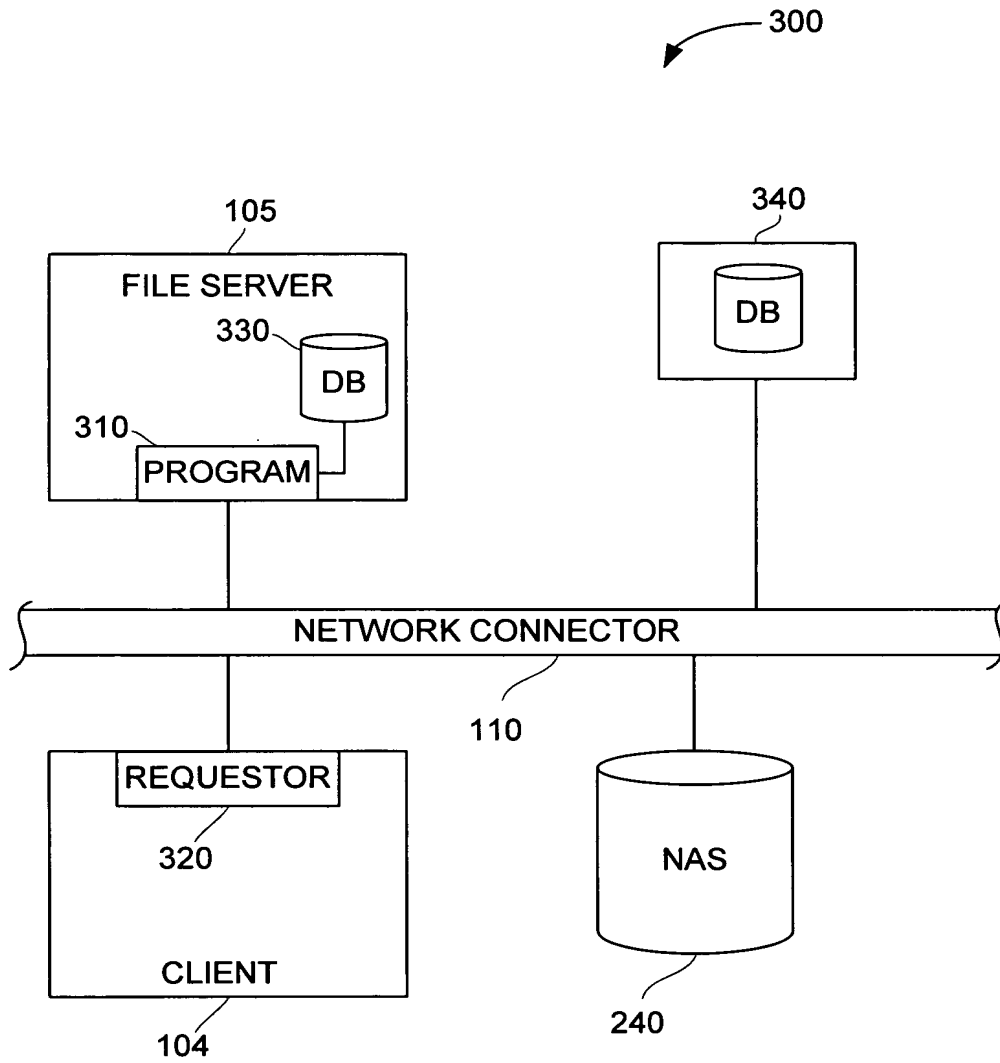 300
105
340
FILE SERVER
330
DB
DB
310
PROGRAM
NETWORK CONNECTOR
110
REQUESTOR
320
NAS
CLIENT
104
240